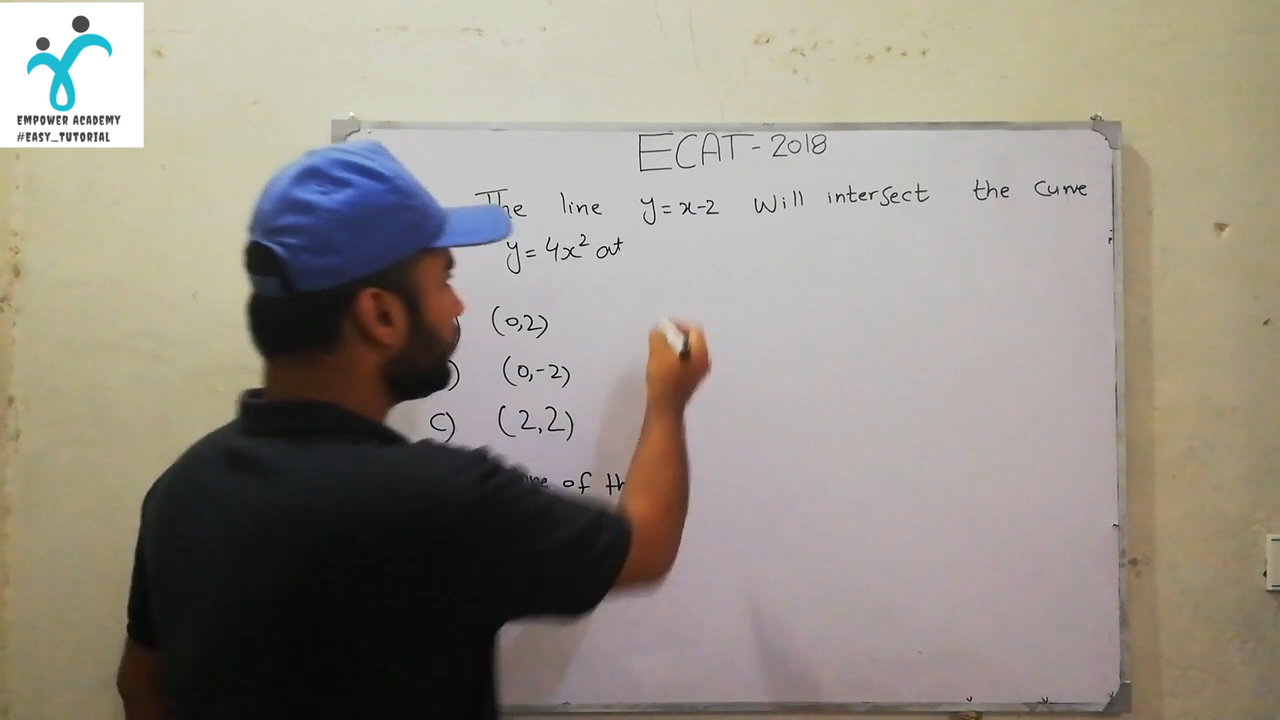 EMPOWER ACADEMY
#EASY_TUTORIAL
ECAT-2018
The line y=x-2 will intersect the curve
y=4x² at
(0,2)
(0,-2)
c) (2,2)
of